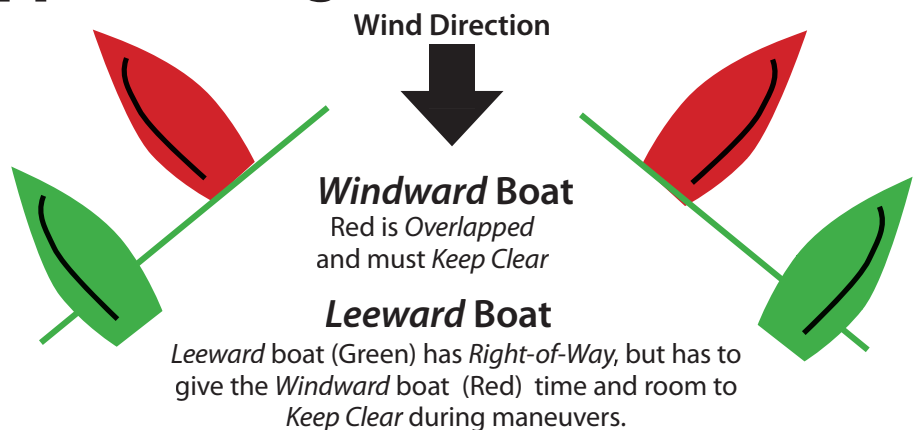 Wind Direction
Windward Boat
Red is Overlapped
and must Keep Clear
Leeward Boat
Leeward boat (Green) has Right-of-Way, but has to
give the Windward boat (Red) time and room to
Keep Clear during maneuvers.